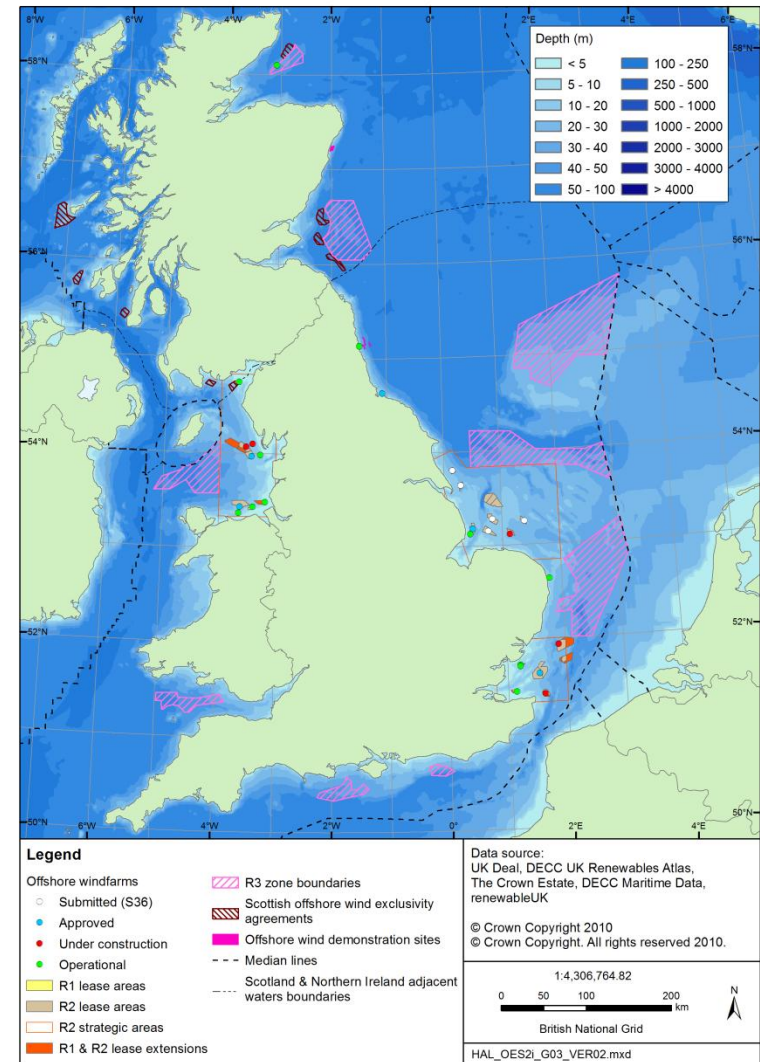 8°W
6°W
4°W
2°W
0°
2°E
4°E
6°E
Depth (m)
< 5
5 - 10
10 - 20
20 - 30
30 - 40
40 - 50
50 - 100
100 - 250
250 - 500
500 - 1000
1000 - 2000
2000 - 3000
3000 - 4000
> 4000
58°N
58°N
56°N
56°N
54°N
54°N
52°N
52°N
50°N
50°N
6°W
4°W
2°W
0°
2°E
4°E
Legend
Offshore windfarms
Submitted (S36)
Approved
Under construction
Operational
R1 lease areas
R2 lease areas
R2 strategic areas
R1 & R2 lease extensions
R3 zone boundaries
Scottish offshore wind exclusivity
agreements
Offshore wind demonstration sites
Median lines
Scotland & Northern Ireland adjacent
waters boundaries
Data source:
UK Deal, DECC UK Renewables Atlas,
The Crown Estate, DECC Maritime Data,
renewableUK
© Crown Copyright 2010
© Crown Copyright. All rights reserved 2010.
1:4,306,764.82
0 50 100 200
km
N
British National Grid
HAL_OES2i_G03_VER02.mxd